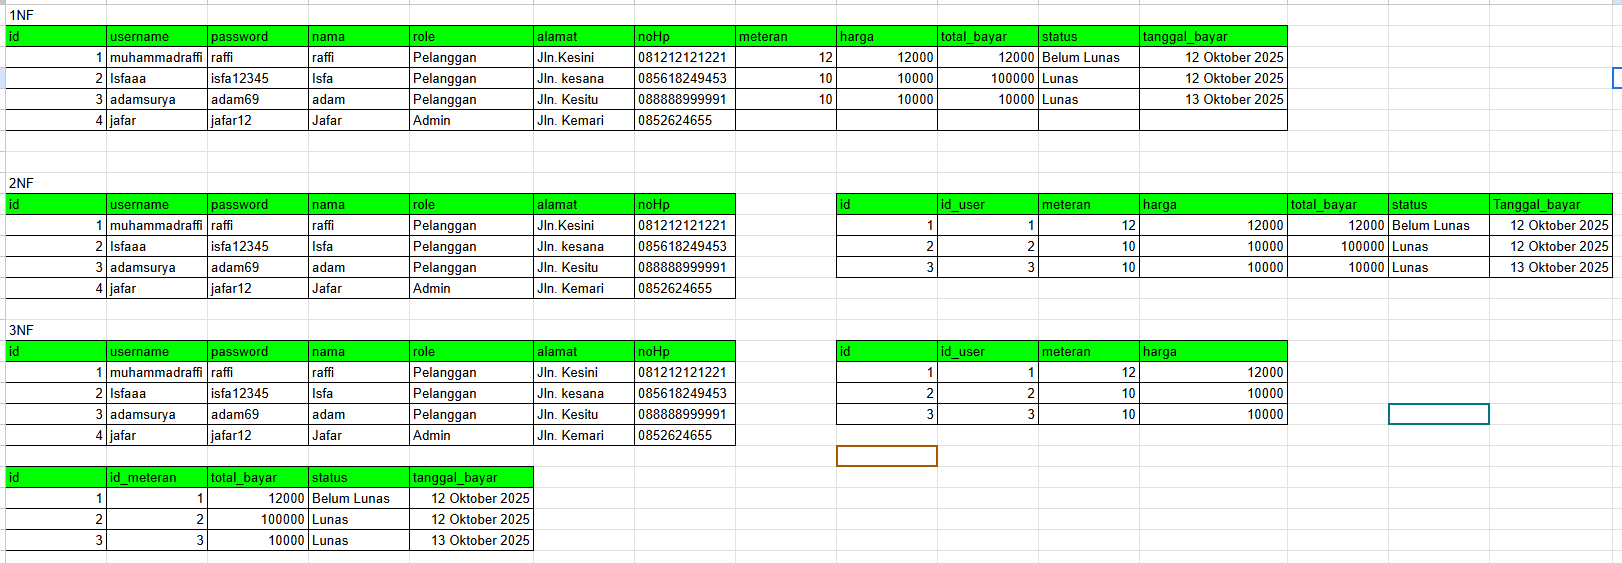 1NF
id username password nama role alamat noHp meteran harga total_bayar status tanggal_bayar
1 muhammadraffi raffi raffi Pelanggan Jln.Kesini 081212121221 12 12000 12000 Belum Lunas 12 Oktober 2025
2 Isfaaa isfa12345 Isfa Pelanggan Jln. kesana 085618249453 10 10000 100000 Lunas 12 Oktober 2025
3 adamsurya adam69 adam Pelanggan Jln. Kesitu 088888999991 10 10000 10000 Lunas 13 Oktober 2025
4 jafar jafar12 Jafar Admin Jln. Kemari 0852624655
2NF
id username password nama role alamat noHp id id_user meteran harga total_bayar status Tanggal_bayar
1 muhammadraffi raffi raffi Pelanggan Jln.Kesini 081212121221 1 1 12 12000 12000 Belum Lunas 12 Oktober 2025
2 Isfaaa isfa12345 Isfa Pelanggan Jln. kesana 085618249453 2 2 10 10000 100000 Lunas 12 Oktober 2025
3 adamsurya adam69 adam Pelanggan Jln. Kesitu 088888999991 3 3 10 10000 10000 Lunas 13 Oktober 2025
4 jafar jafar12 Jafar Admin Jln. Kemari 0852624655
3NF
id username password nama role alamat noHp id id_user meteran harga
1 muhammadraffi raffi raffi Pelanggan Jln. Kesini 081212121221 1 1 12 12000
2 Isfaaa isfa12345 Isfa Pelanggan Jln. kesana 085618249453 2 2 10 10000
3 adamsurya adam69 adam Pelanggan Jln. Kesitu 088888999991 3 3 10 10000
4 jafar jafar12 Jafar Admin Jln. Kemari 0852624655
id id_meteran total_bayar status tanggal_bayar
1 1 12000 Belum Lunas 12 Oktober 2025
2 2 100000 Lunas 12 Oktober 2025
3 3 10000 Lunas 13 Oktober 2025